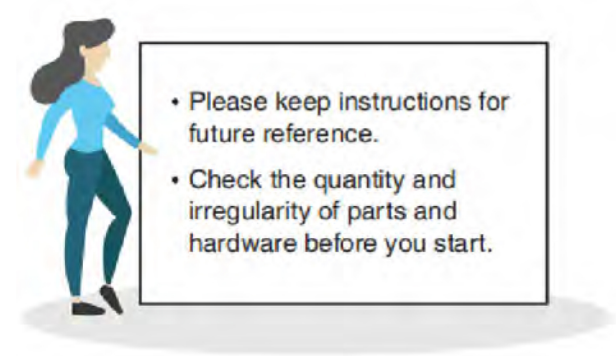 • Please keep instructions for
future reference.
• Check the quantity and
irregularity of parts and
hardware before you start.